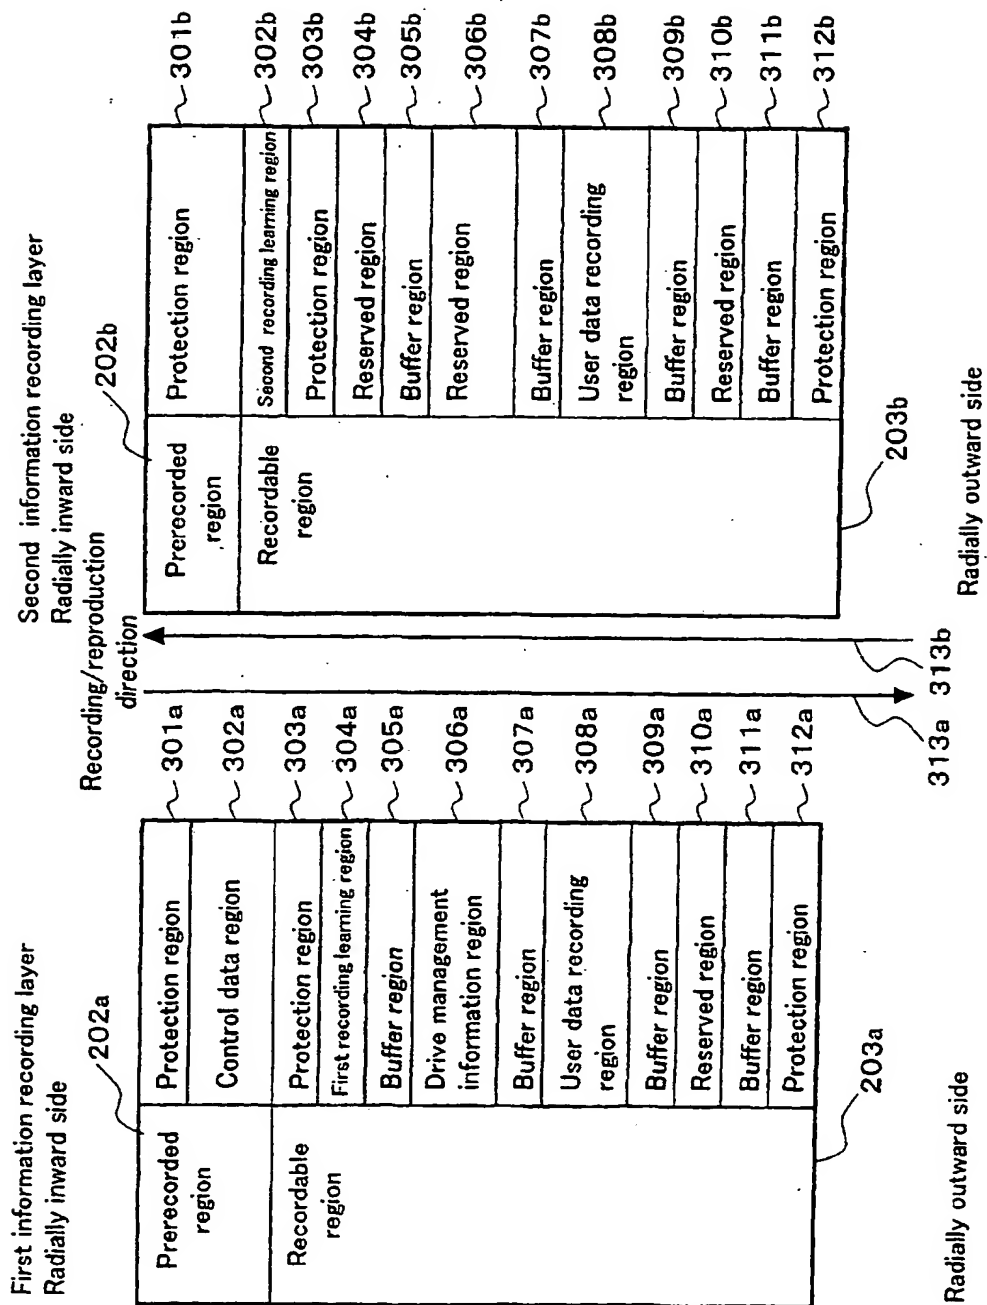 First information recording layer
Radially inward side
202a
Prerecorded
region
Recordable
region
Protection region
Control data region
Protection region
First recording learning region
Buffer region
Drive management
information region
Buffer region
User data recording
region
Buffer region
Reserved region
Buffer region
Protection region
301a
302a
303a
304a
305a
306a
307a
308a
309a
310a
311a
312a
203a
Radially outward side
Recording/reproduction
direction
313a
313b
Second information recording layer
Radially inward side
202b
Prerecorded
region
Recordable
region
Protection region
Second recording learning region
Protection region
Reserved region
Buffer region
Reserved region
Buffer region
User data recording
region
Buffer region
Reserved region
Buffer region
Protection region
301b
302b
303b
304b
305b
306b
307b
308b
309b
310b
311b
312b
203b
Radially outward side